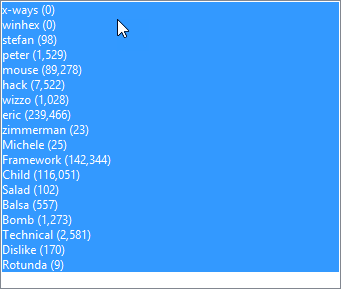 x-ways (0)
winhex (0)
stefan (98)
peter (1,529)
mouse (89,278)
hack (7,522)
wizzo (1,028)
eric (239,466)
zimmerman (23)
Michele (25)
Framework (142,344)
Child (116,051)
Salad (102)
Balsa (557)
Bomb (1,273)
Technical (2,581)
Dislike (170)
Rotunda (9)